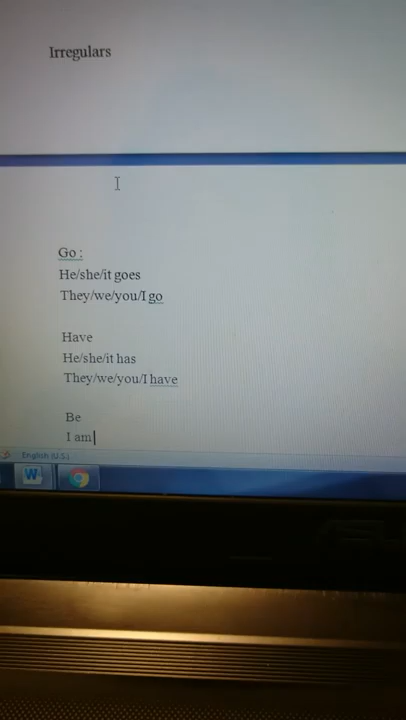 Irregulars
Go :
He/she/it goes
They/we/you/I go
Have
He/she/it has
They/we/you/I have
Be
I am
English (U.S.)
W